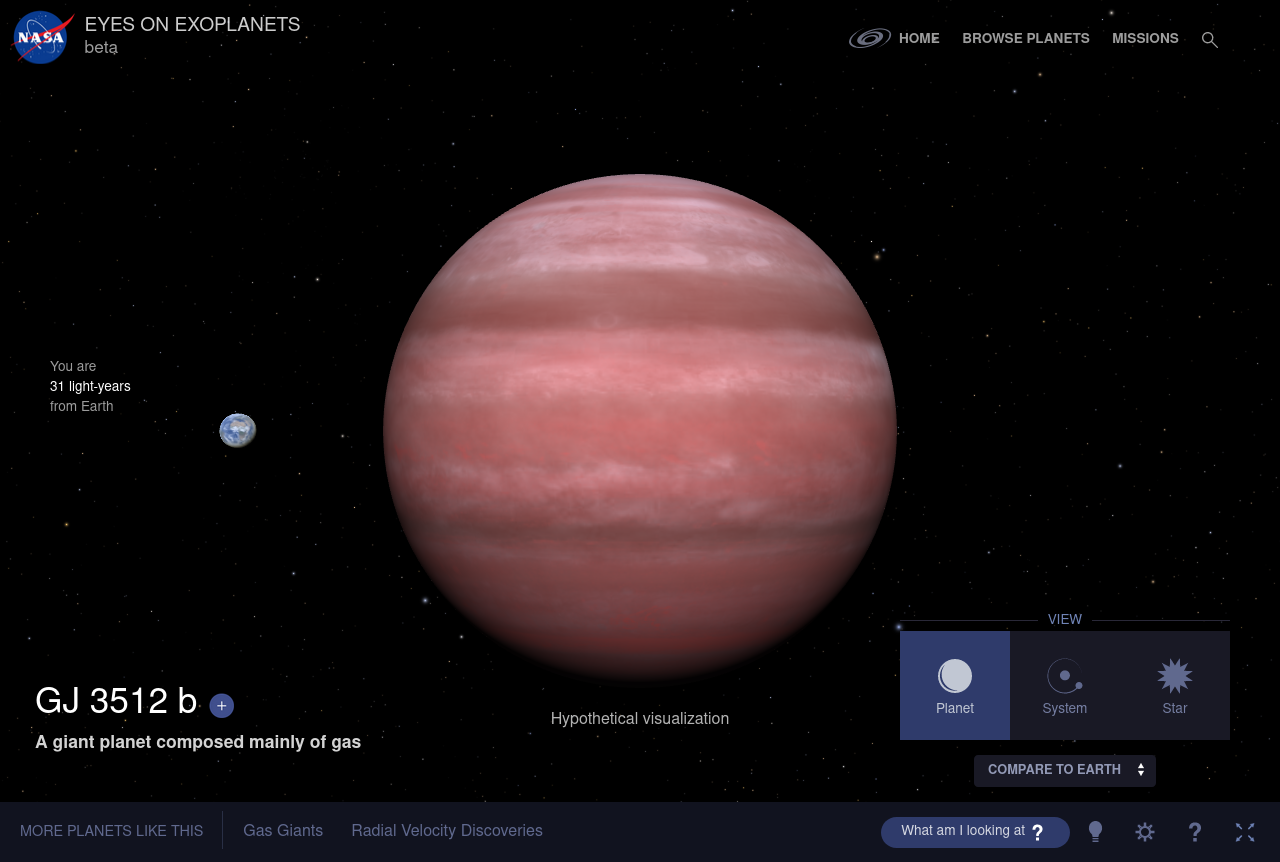 NASA
EYES ON EXOPLANETS
beta
HOME
BROWSE PLANETS
MISSIONS
You are
31 light-years
from Earth
GJ 3512 b
+
A giant planet composed mainly of gas
Hypothetical visualization
VIEW
Planet
System
Star
COMPARE TO EARTH
MORE PLANETS LIKE THIS
Gas Giants
Radial Velocity Discoveries
What am I looking at ?
?